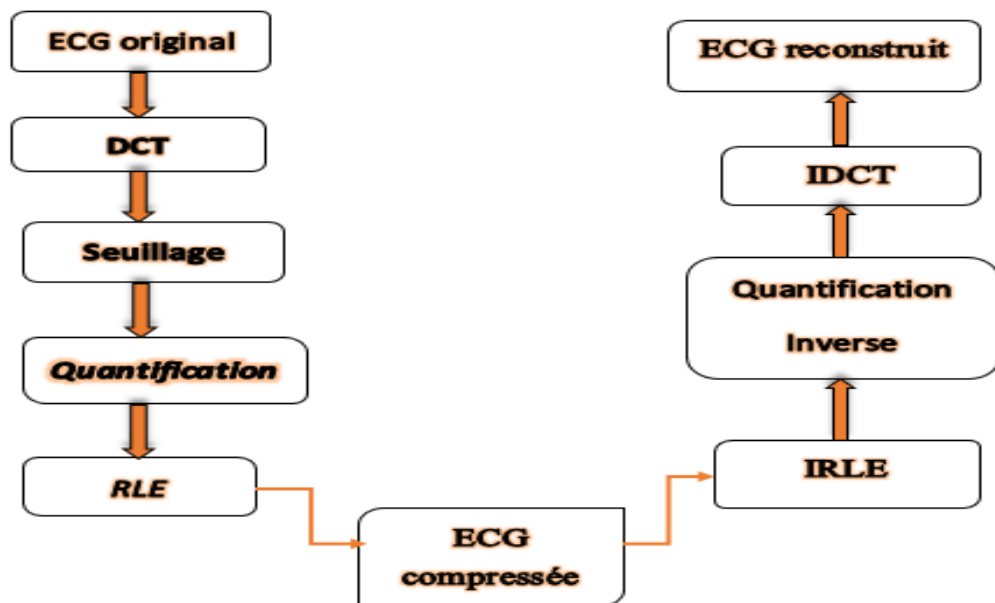 ECG original
DCT
Seuillage
Quantification
RLE
ECG
compressée
ECG reconstruit
IDCT
Quantification
Inverse
IRLE